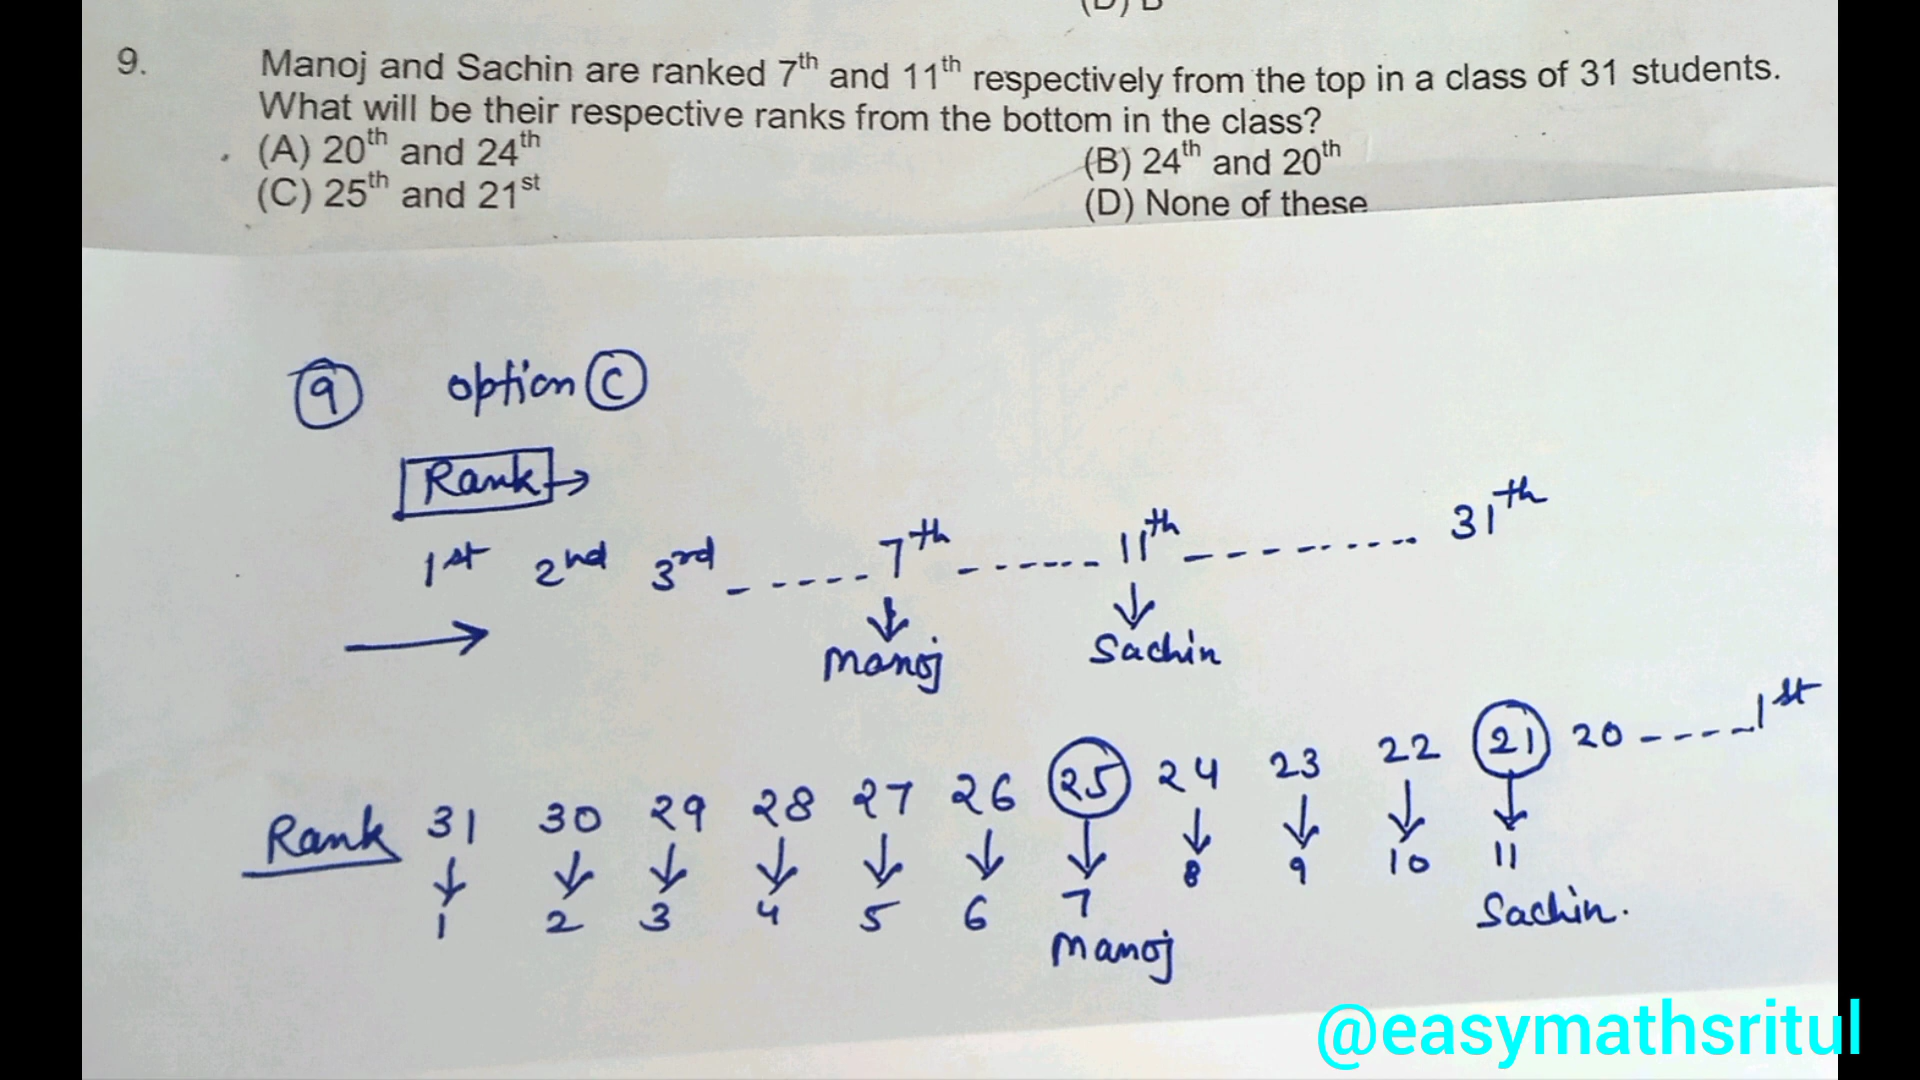 9. Manoj and Sachin are ranked 7th and 11th respectively from the top in a class of 31 students.
What will be their respective ranks from the bottom in the class?
(A) 20th and 24th (B) 24th and 20th
(C) 25th and 21st (D) None of these
9 option C
Rank →
1st 2nd 3rd ----- 7th ------ 11th --------- 31th
Manoj Sachin
Rank 31 30 29 28 27 26 25 24 23 22 21 20 ---- 1st
1 2 3 4 5 6 7 8 9 10 11
Manoj Sachin.
@easymathsritul